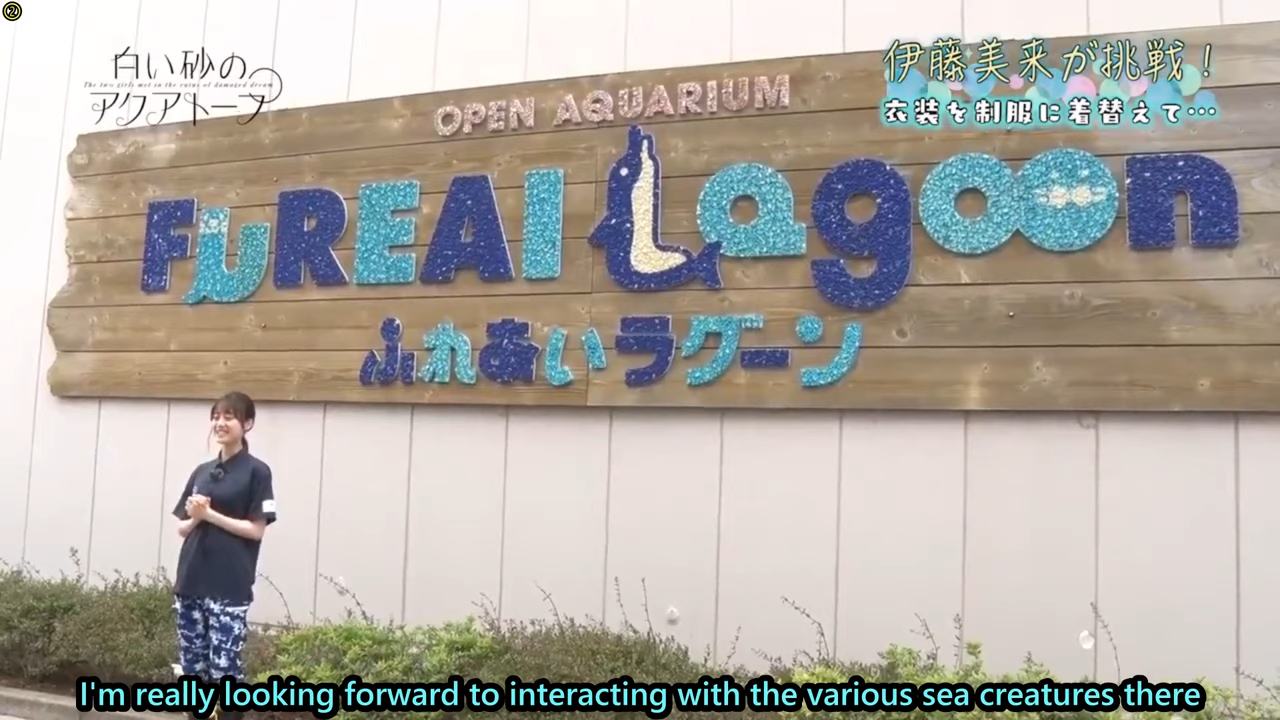 ②
白い砂の
The two girls met in the ruins of damaged dream
アクアトープ
伊藤美来が挑戦！
衣装を制服に着替えて…
OPEN AQUARIUM
FUREAI Lagoon
ふれあいラグーン
I'm really looking forward to interacting with the various sea creatures there